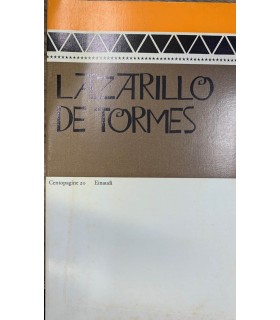 LAZARILLO
DE TORMES
Centopagine 20 Einaudi